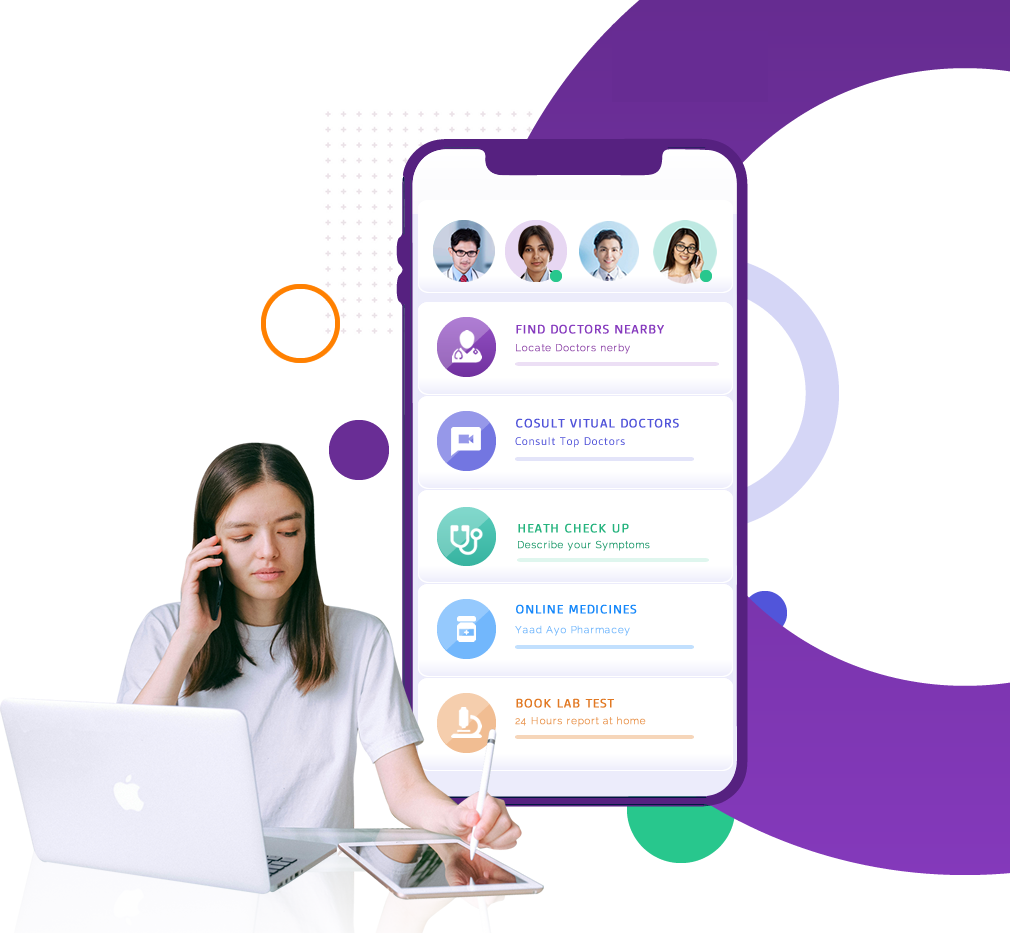 FIND DOCTORS NEARBY
Locate Doctors nerby
COSULT VITUAL DOCTORS
Consult Top Doctors
HEATH CHECK UP
Describe your Symptoms
ONLINE MEDICINES
Yaad Ayo Pharmacey
BOOK LAB TEST
24 Hours report at home